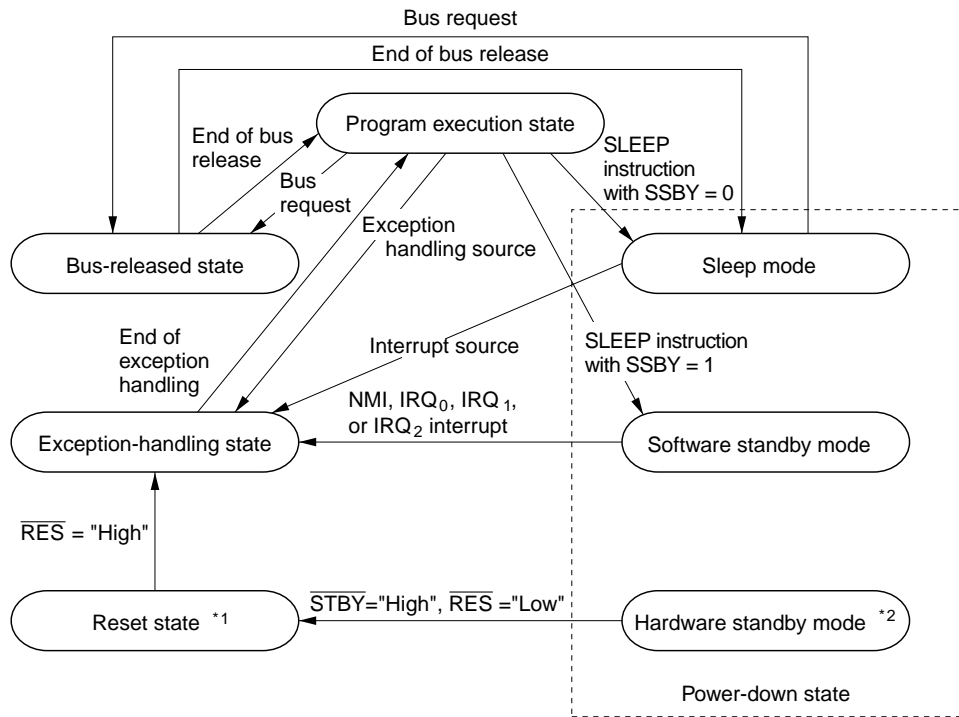 Bus request
End of bus release
Program execution state
End of bus
release
SLEEP
instruction
with SSBY = 0
Bus
request
Exception
handling source
Bus-released state
Sleep mode
End of
exception
handling
Interrupt source
SLEEP instruction
with SSBY = 1
NMI, IRQ₀, IRQ₁,
or IRQ₂ interrupt
Exception-handling state
Software standby mode
R̅E̅S̅ = "High"
S̅T̅B̅Y̅="High", R̅E̅S̅ ="Low"
Reset state *1
Hardware standby mode *2
Power-down state